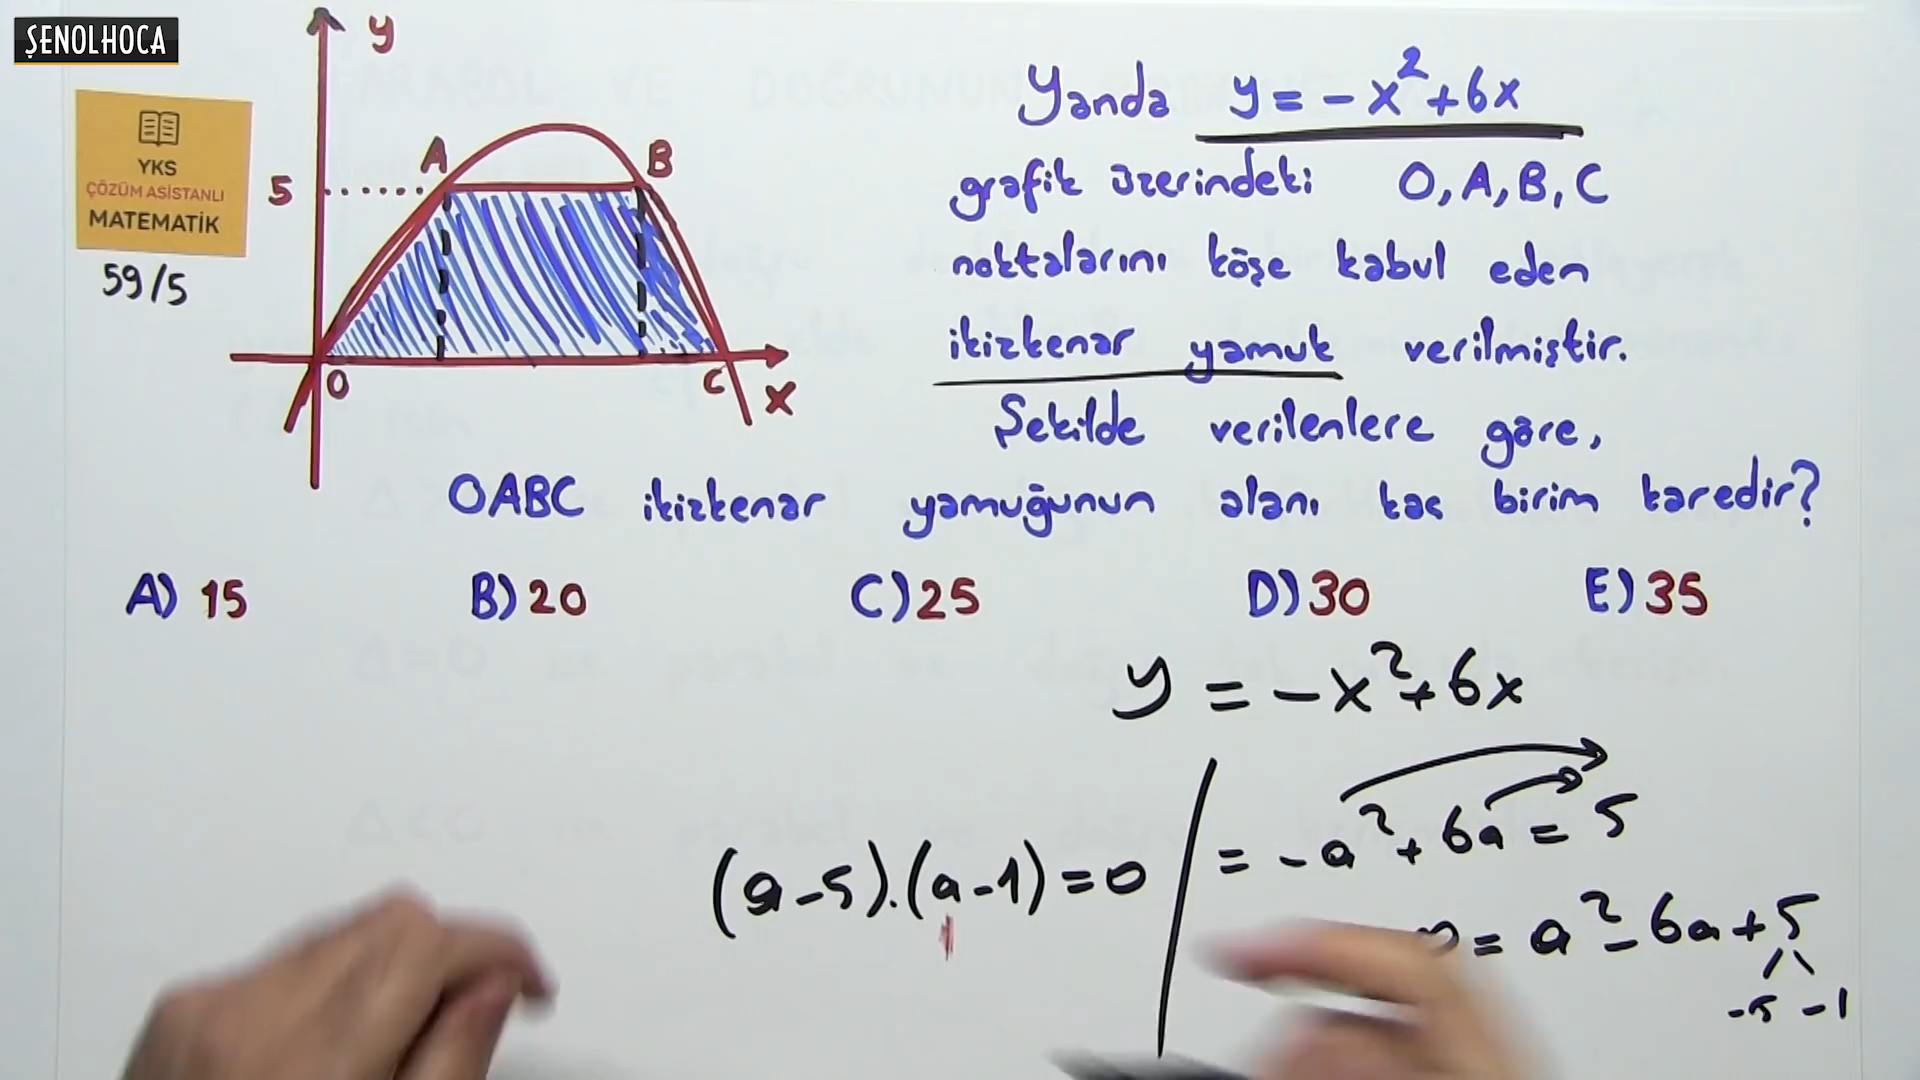 ŞENOLHOCA
YKS
ÇÖZÜM ASİSTANLI
MATEMATİK
59/5
y
A
B
5
O
C
x
Yanda y = -x²+6x
grafik üzerindeki O, A, B, C
noktalarını köşe kabul eden
ikizkenar yamuk verilmiştir.
Şekilde verilenlere göre,
OABC ikizkenar yamuğunun alanı kaç birim karedir?
A) 15 B) 20 C) 25 D) 30 E) 35
y = -x²+6x
= -a²+6a = 5
(a-5).(a-1)=0
1
= a²-6a+5
-5 -1